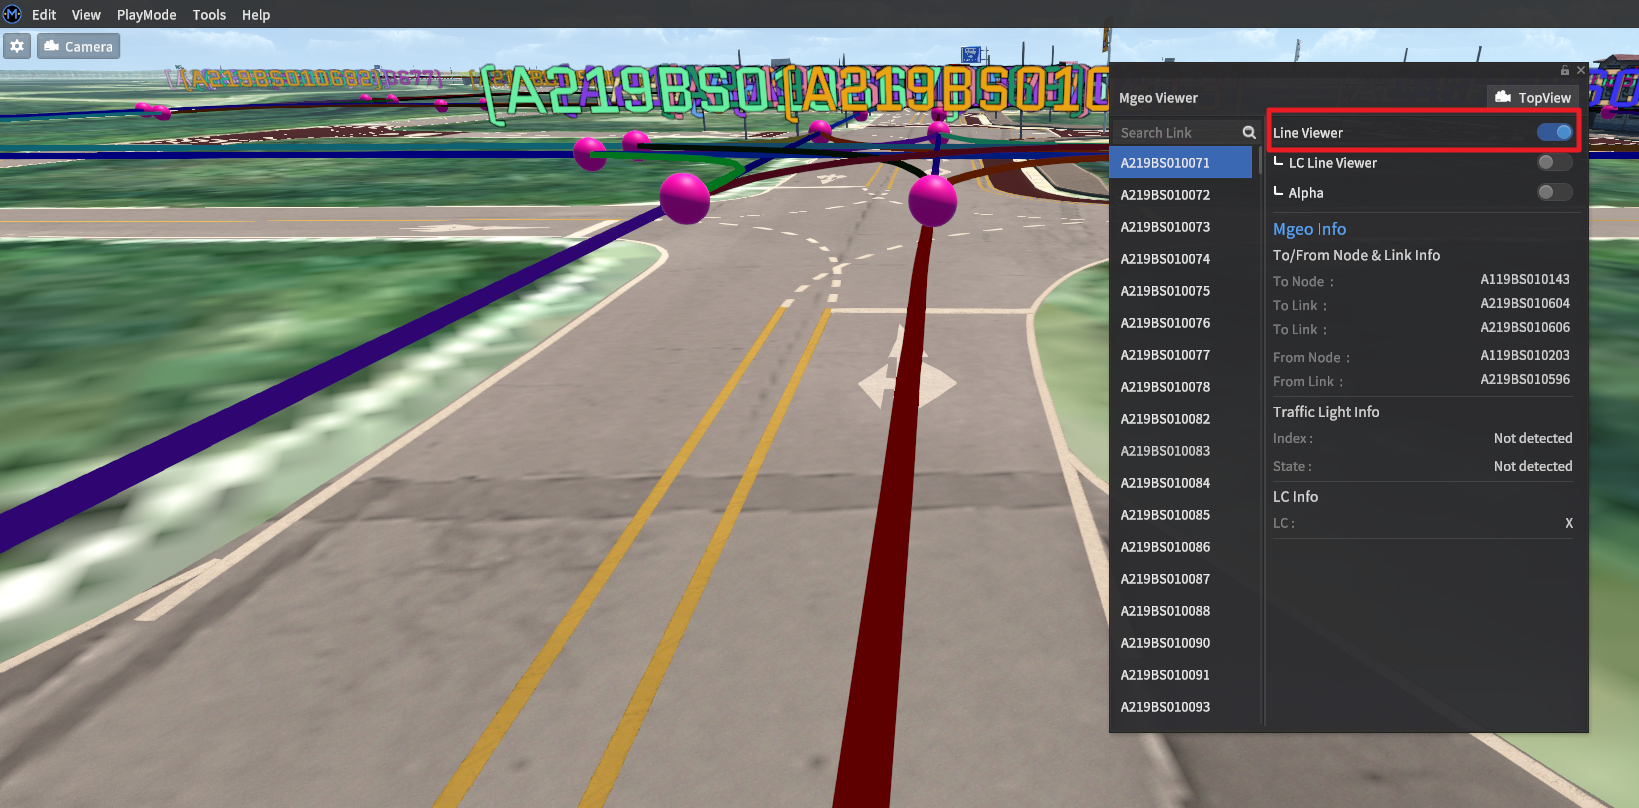 M Edit View PlayMode Tools Help
Camera
[A219BS01 [A219BS010
Mgeo Viewer TopView
Search Link
A219BS010071
A219BS010072
A219BS010073
A219BS010074
A219BS010075
A219BS010076
A219BS010077
A219BS010078
A219BS010082
A219BS010083
A219BS010084
A219BS010085
A219BS010086
A219BS010087
A219BS010088
A219BS010090
A219BS010091
A219BS010093
Line Viewer
LC Line Viewer
Alpha
Mgeo Info
To/From Node & Link Info
To Node : A119BS010143
To Link : A219BS010604
To Link : A219BS010606
From Node : A119BS010203
From Link : A219BS010596
Traffic Light Info
Index : Not detected
State : Not detected
LC Info
LC : X